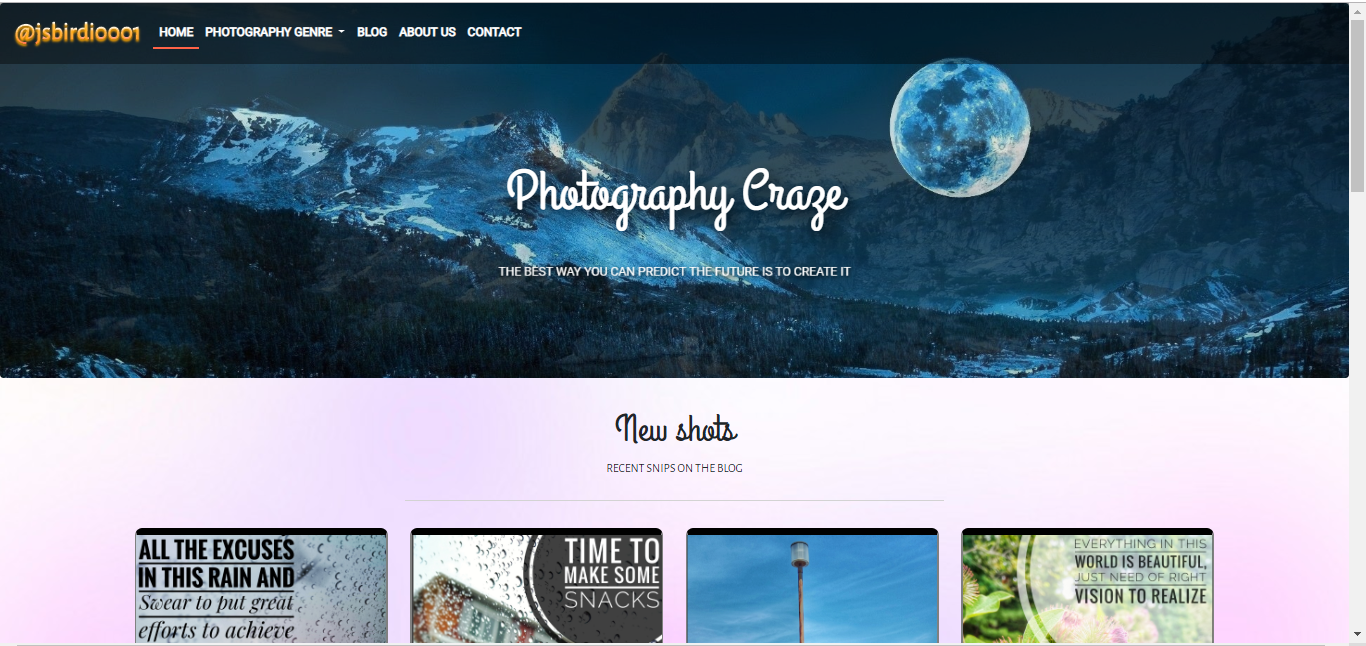 @jsbirdi0001 HOME PHOTOGRAPHY GENRE BLOG ABOUT US CONTACT
Photography Craze
THE BEST WAY YOU CAN PREDICT THE FUTURE IS TO CREATE IT
New shots
RECENT SNIPS ON THE BLOG
ALL THE EXCUSES
IN THIS RAIN AND
Swear to put great
efforts to achieve
TIME TO
MAKE SOME
SNACKS
EVERYTHING IN THIS
WORLD IS BEAUTIFUL,
JUST NEED OF RIGHT
VISION TO REALIZE